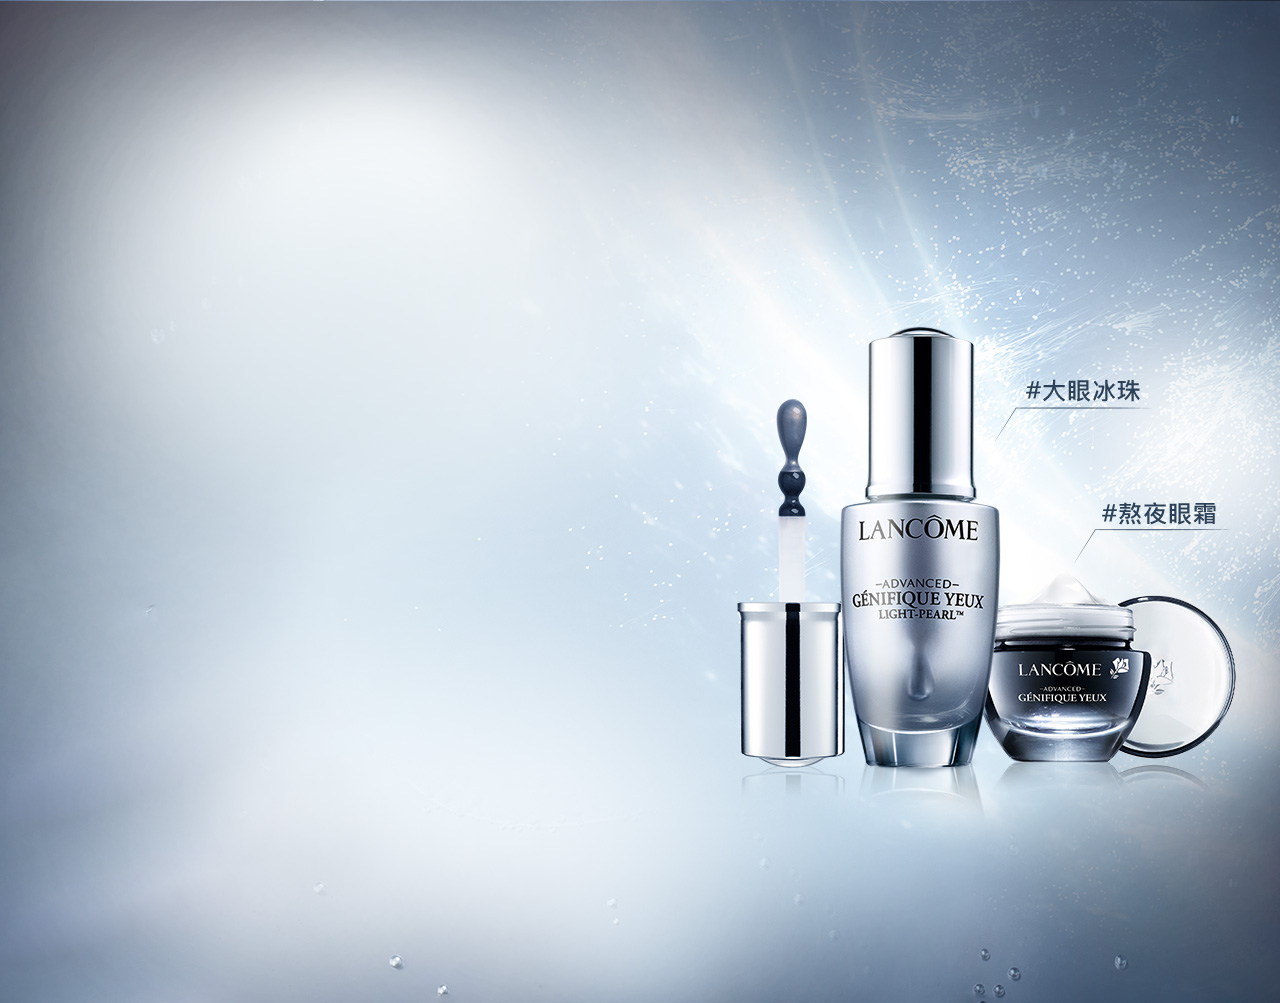 #大眼冰珠
#熬夜眼霜
LANCÔME
–ADVANCED–
GÉNIFIQUE YEUX
LIGHT-PEARL™
LANCÔME
–ADVANCED–
GÉNIFIQUE YEUX